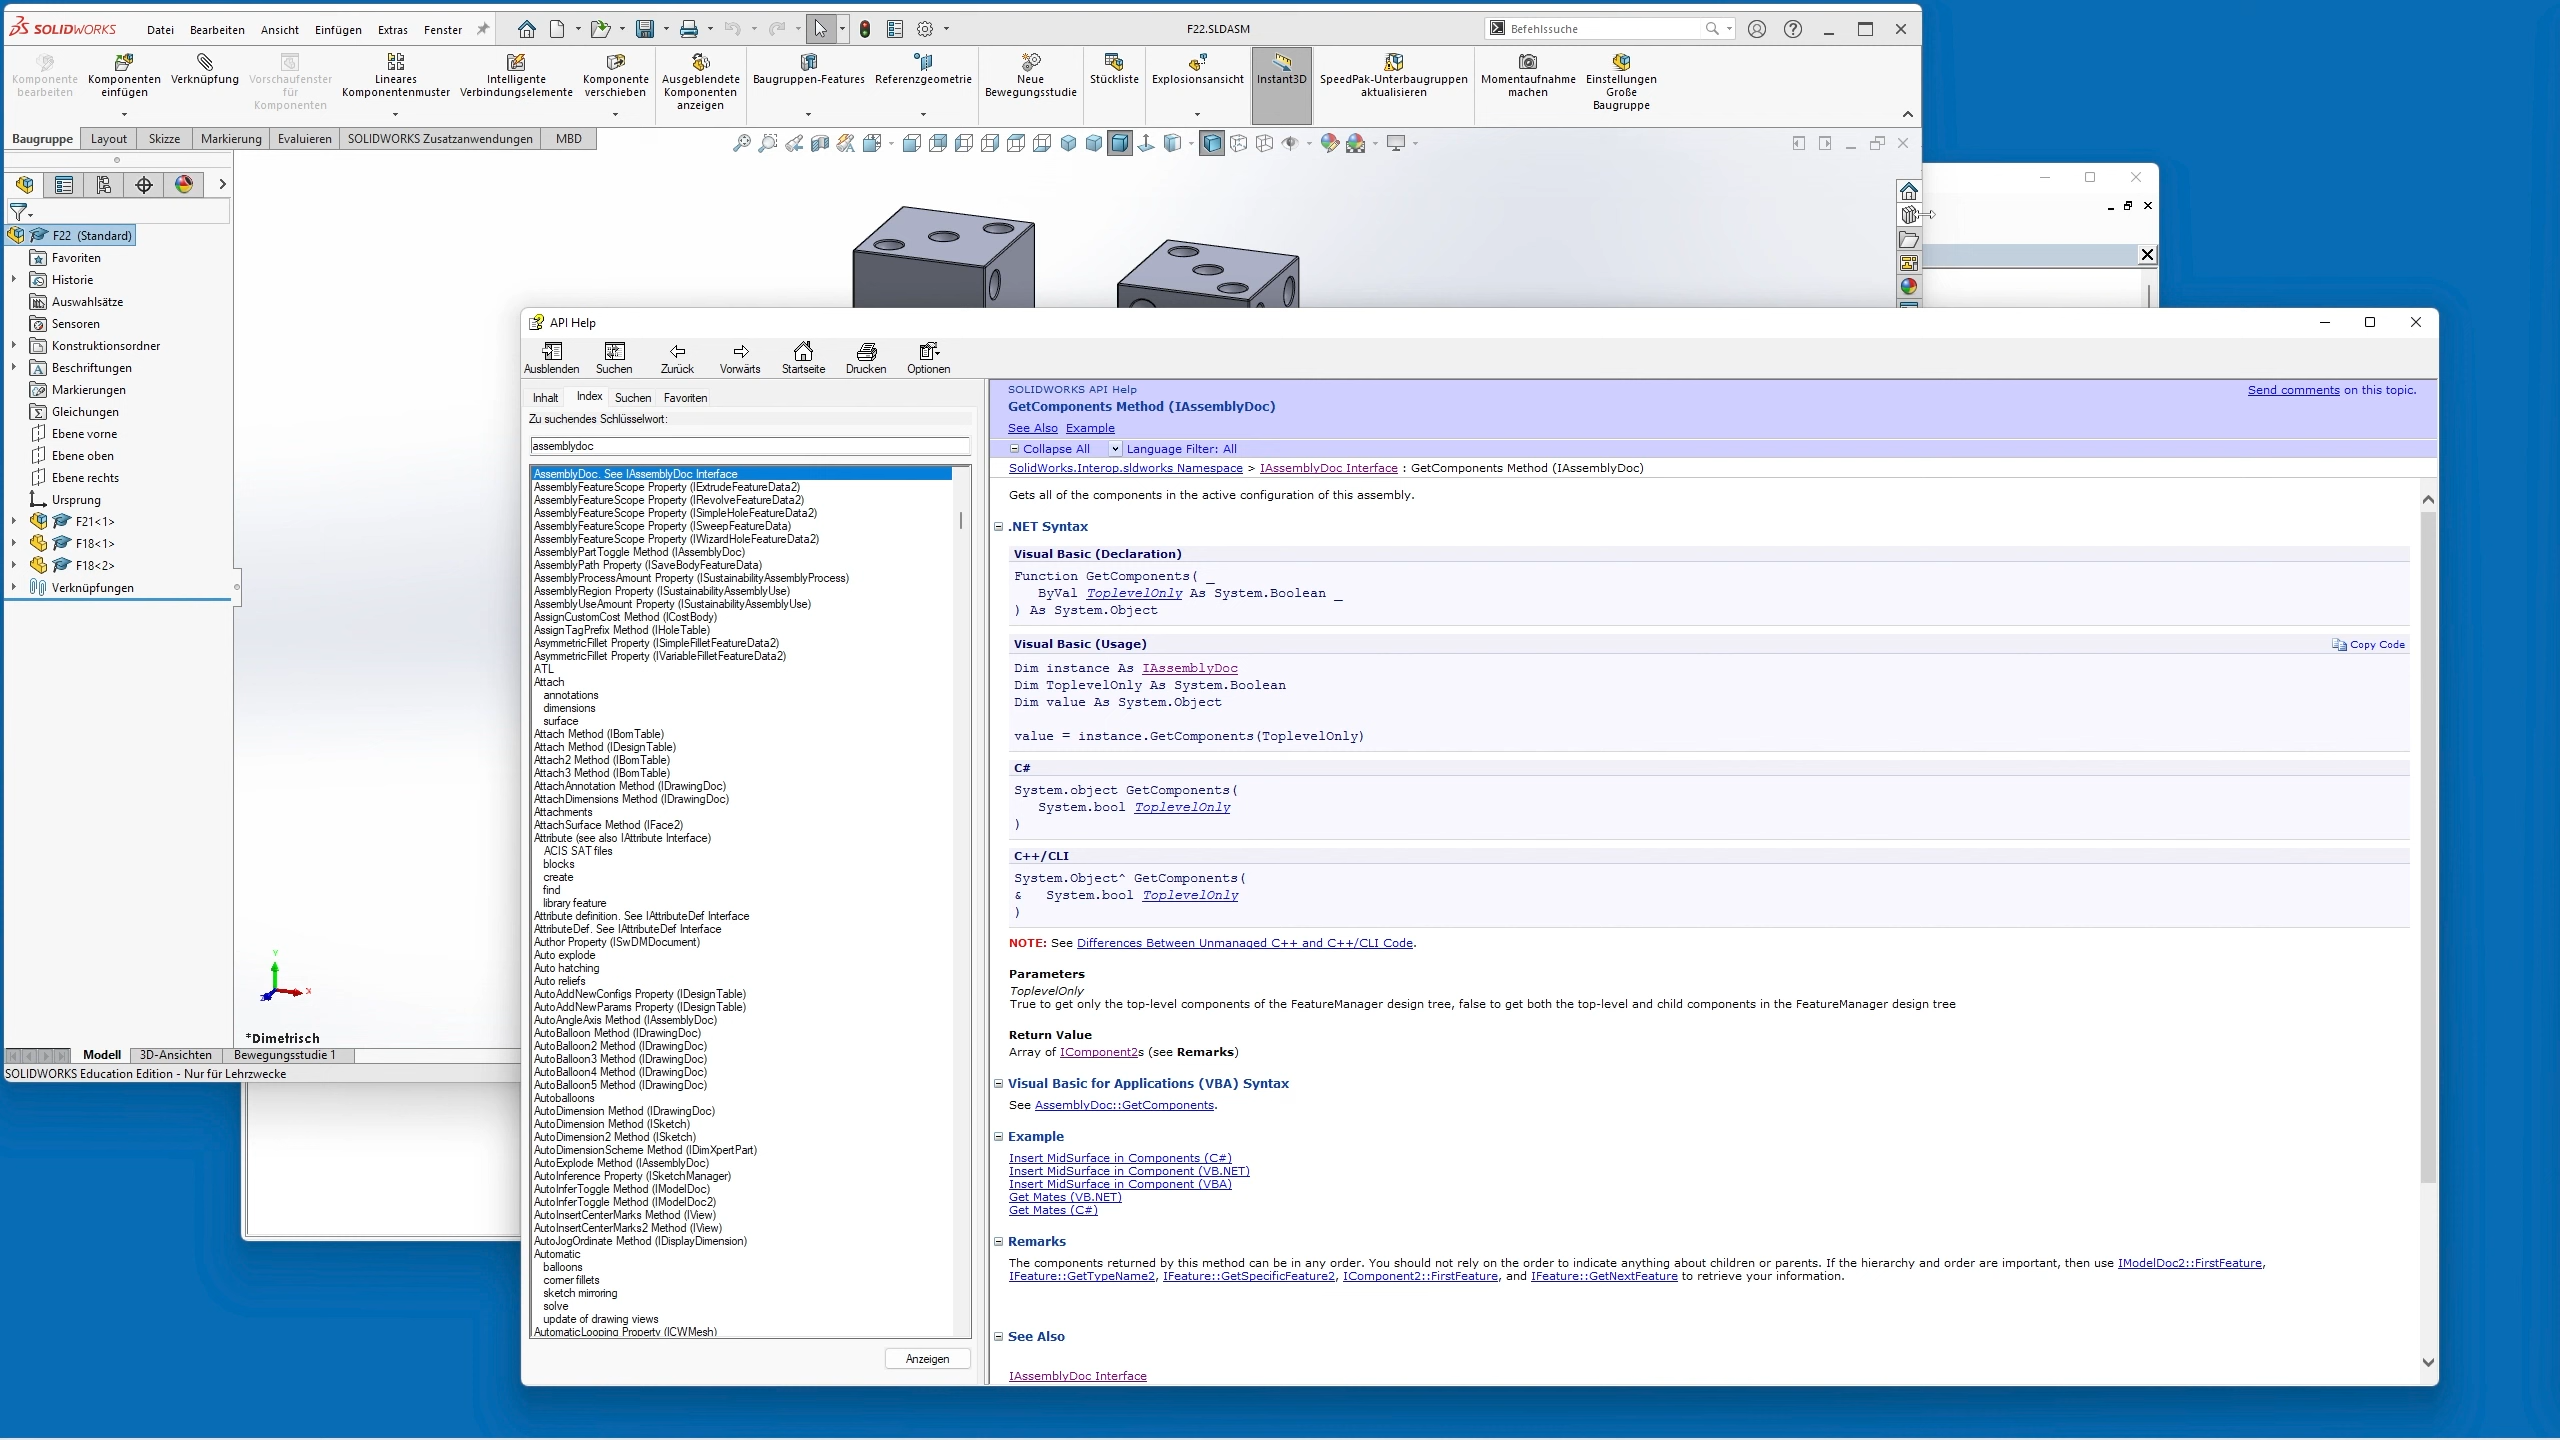 SOLIDWORKS
Datei Bearbeiten Ansicht Einfügen Extras Fenster
F22.SLDASM
Befehlssuche
Komponente bearbeiten
Komponenten einfügen
Verknüpfung
Vorschaufenster für Komponenten
Lineares Komponentenmuster
Intelligente Verbindungselemente
Komponente verschieben
Ausgeblendete Komponenten anzeigen
Baugruppen-Features
Referenzgeometrie
Neue Bewegungsstudie
Stückliste
Explosionsansicht
Instant3D
SpeedPak-Unterbaugruppen aktualisieren
Momentaufnahme machen
Einstellungen Große Baugruppe
Baugruppe Layout Skizze Markierung Evaluieren SOLIDWORKS Zusatzanwendungen MBD
F22 (Standard)
Favoriten
Historie
Auswahlsätze
Sensoren
Konstruktionsordner
Beschriftungen
Markierungen
Gleichungen
Ebene vorne
Ebene oben
Ebene rechts
Ursprung
F21<1>
F18<1>
F18<2>
Verknüpfungen
Y
X
Z
*Dimetrisch
Modell 3D-Ansichten Bewegungsstudie 1
SOLIDWORKS Education Edition - Nur für Lehrzwecke
API Help
Ausblenden Suchen Zurück Vorwärts Startseite Drucken Optionen
Inhalt Index Suchen Favoriten
Zu suchendes Schlüsselwort:
assemblydoc
AssemblyDoc. See IAssemblyDoc Interface
AssemblyFeatureScope Property (IExtrudeFeatureData2)
AssemblyFeatureScope Property (IRevolveFeatureData2)
AssemblyFeatureScope Property (ISimpleHoleFeatureData2)
AssemblyFeatureScope Property (ISweepFeatureData)
AssemblyFeatureScope Property (IWizardHoleFeatureData2)
AssemblyPartToggle Method (IAssemblyDoc)
AssemblyPath Property (ISaveBodyFeatureData)
AssemblyProcessAmount Property (ISustainabilityAssemblyProcess)
AssemblyRegion Property (ISustainabilityAssemblyUse)
AssemblyUseAmount Property (ISustainabilityAssemblyUse)
AssignCustomCost Method (ICostBody)
AssignTagPrefix Method (IHoleTable)
AsymmetricFillet Property (ISimpleFilletFeatureData2)
AsymmetricFillet Property (IVariableFilletFeatureData2)
ATL
Attach
annotations
dimensions
surface
Attach Method (IBomTable)
Attach Method (IDesignTable)
Attach2 Method (IBomTable)
Attach3 Method (IBomTable)
AttachAnnotation Method (IDrawingDoc)
AttachDimensions Method (IDrawingDoc)
Attachments
AttachSurface Method (IFace2)
Attribute (see also IAttribute Interface)
ACIS SAT files
blocks
create
find
library feature
Attribute definition. See IAttributeDef Interface
AttributeDef. See IAttributeDef Interface
Author Property (ISwDMDocument)
Auto explode
Auto hatching
Auto reliefs
AutoAddNewConfigs Property (IDesignTable)
AutoAddNewParams Property (IDesignTable)
AutoAngleAxis Method (IAssemblyDoc)
AutoBalloon Method (IDrawingDoc)
AutoBalloon2 Method (IDrawingDoc)
AutoBalloon3 Method (IDrawingDoc)
AutoBalloon4 Method (IDrawingDoc)
AutoBalloon5 Method (IDrawingDoc)
Autoballoons
AutoDimension Method (IDrawingDoc)
AutoDimension Method (ISketch)
AutoDimension2 Method (ISketch)
AutoDimensionScheme Method (IDimXpertPart)
AutoExplode Method (IAssemblyDoc)
AutoInference Property (ISketchManager)
AutoInferToggle Method (IModelDoc)
AutoInferToggle Method (IModelDoc2)
AutoInsertCenterMarks Method (IView)
AutoInsertCenterMarks2 Method (IView)
AutoJogOrdinate Method (IDisplayDimension)
Automatic
balloons
corner fillets
sketch mirroring
solve
update of drawing views
AutomaticLooping Property (ICWMesh)
Anzeigen
SOLIDWORKS API Help
Send comments on this topic.
GetComponents Method (IAssemblyDoc)
See Also Example
Collapse All Language Filter: All
SolidWorks.Interop.sldworks Namespace > IAssemblyDoc Interface : GetComponents Method (IAssemblyDoc)
Gets all of the components in the active configuration of this assembly.
.NET Syntax
Visual Basic (Declaration)
Function GetComponents( _
ByVal ToplevelOnly As System.Boolean _
) As System.Object
Visual Basic (Usage) Copy Code
Dim instance As IAssemblyDoc
Dim ToplevelOnly As System.Boolean
Dim value As System.Object
value = instance.GetComponents(ToplevelOnly)
C#
System.object GetComponents(
System.bool ToplevelOnly
)
C++/CLI
System.Object^ GetComponents(
& System.bool ToplevelOnly
)
NOTE: See Differences Between Unmanaged C++ and C++/CLI Code.
Parameters
ToplevelOnly
True to get only the top-level components of the FeatureManager design tree, false to get both the top-level and child components in the FeatureManager design tree
Return Value
Array of IComponent2s (see Remarks)
Visual Basic for Applications (VBA) Syntax
See AssemblyDoc::GetComponents.
Example
Insert MidSurface in Components (C#)
Insert MidSurface in Component (VB.NET)
Insert MidSurface in Component (VBA)
Get Mates (VB.NET)
Get Mates (C#)
Remarks
The components returned by this method can be in any order. You should not rely on the order to indicate anything about children or parents. If the hierarchy and order are important, then use IModelDoc2::FirstFeature,
IFeature::GetTypeName2, IFeature::GetSpecificFeature2, IComponent2::FirstFeature, and IFeature::GetNextFeature to retrieve your information.
See Also
IAssemblyDoc Interface